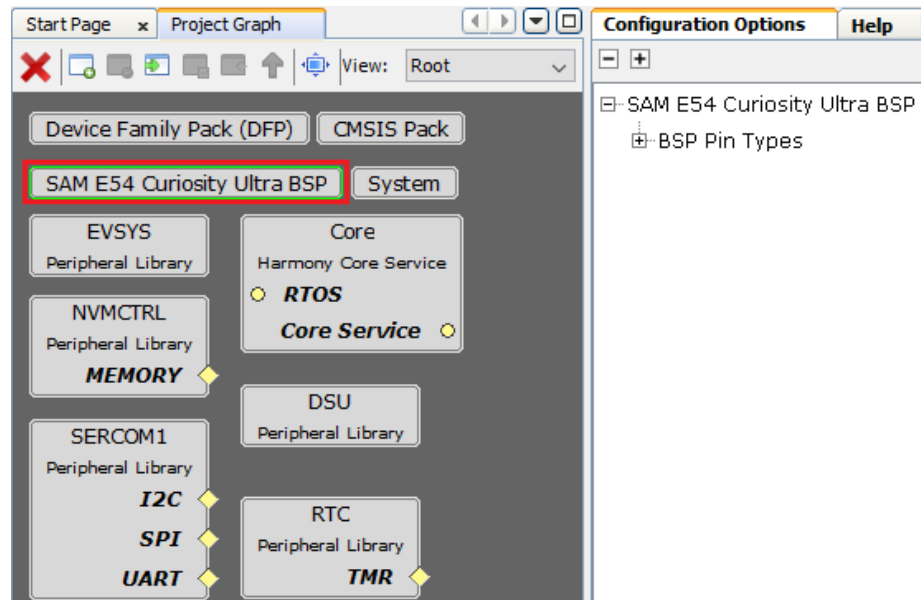 Start Page x Project Graph
View: Root
Device Family Pack (DFP) CMSIS Pack
SAM E54 Curiosity Ultra BSP System
EVSYS
Peripheral Library
NVMCTRL
Peripheral Library
MEMORY
SERCOM1
Peripheral Library
I2C
SPI
UART
Core
Harmony Core Service
RTOS
Core Service
DSU
Peripheral Library
RTC
Peripheral Library
TMR
Configuration Options Help
SAM E54 Curiosity Ultra BSP
BSP Pin Types